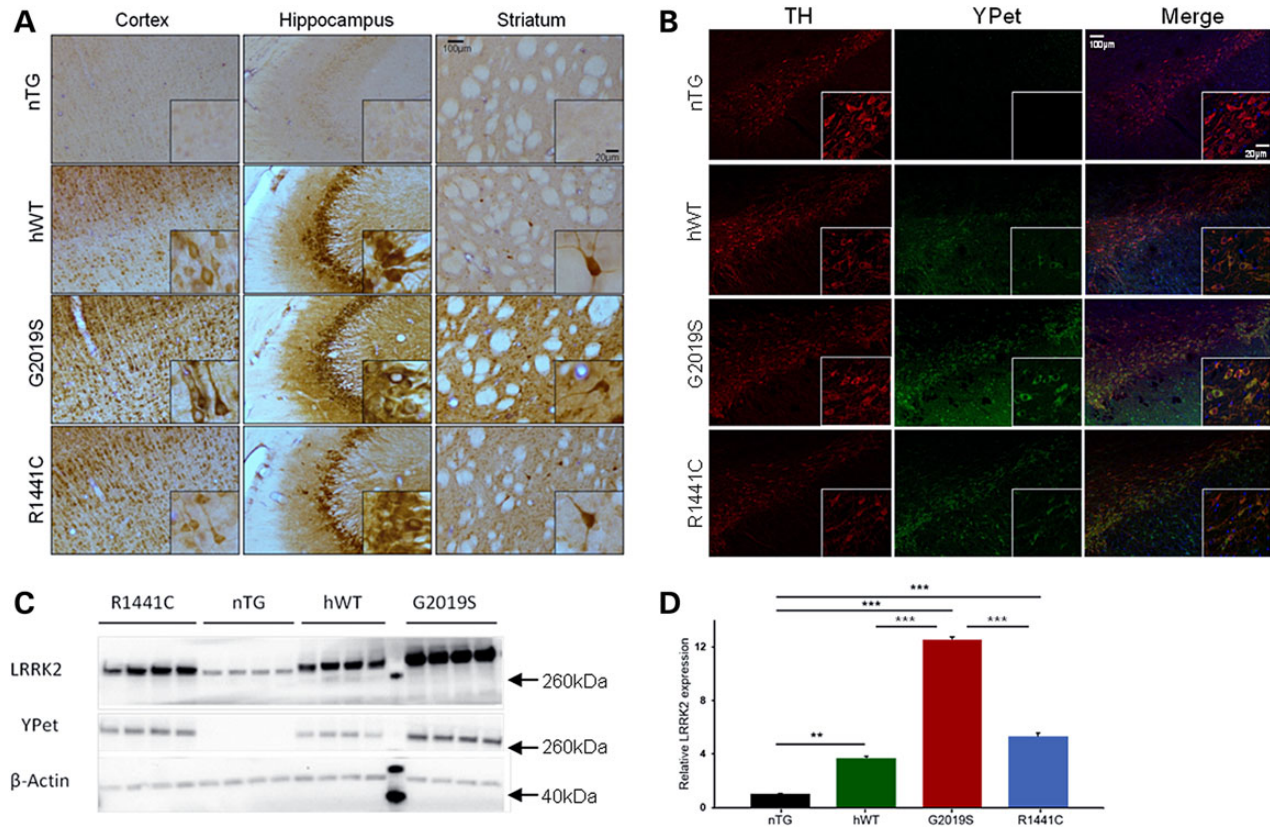 A
Cortex Hippocampus Striatum
100µm
nTG
20µm
hWT
G2019S
R1441C
B
TH YPet Merge
100µm
nTG
20µm
hWT
G2019S
R1441C
C
R1441C nTG hWT G2019S
LRRK2
260kDa
YPet
260kDa
β-Actin
40kDa
D
***
***
*** ***
**
Relative LRRK2 expression
12
8
4
0
nTG hWT G2019S R1441C